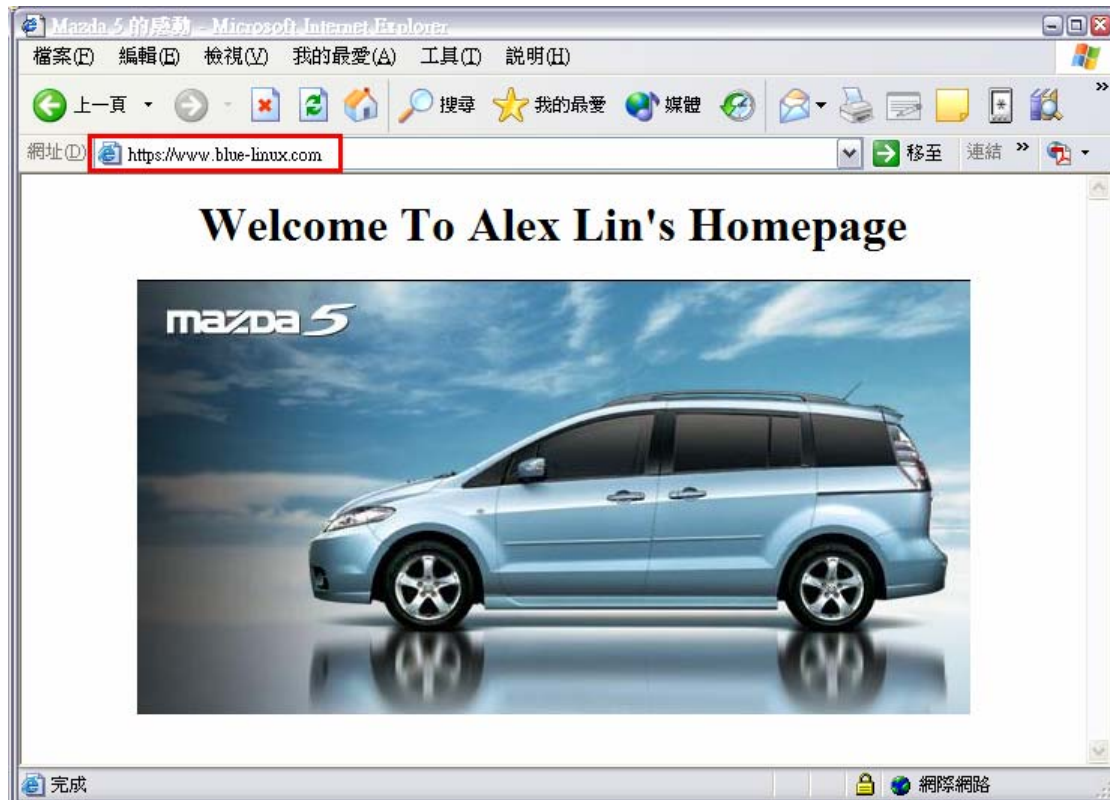 Mazda 5 的感動 - Microsoft Internet Explorer
檔案(F) 編輯(E) 檢視(V) 我的最愛(A) 工具(T) 說明(H)
上一頁 搜尋 我的最愛 媒體 »
網址(D) https://www.blue-linux.com 移至 連結 »
Welcome To Alex Lin's Homepage
mazda 5
完成 網際網路